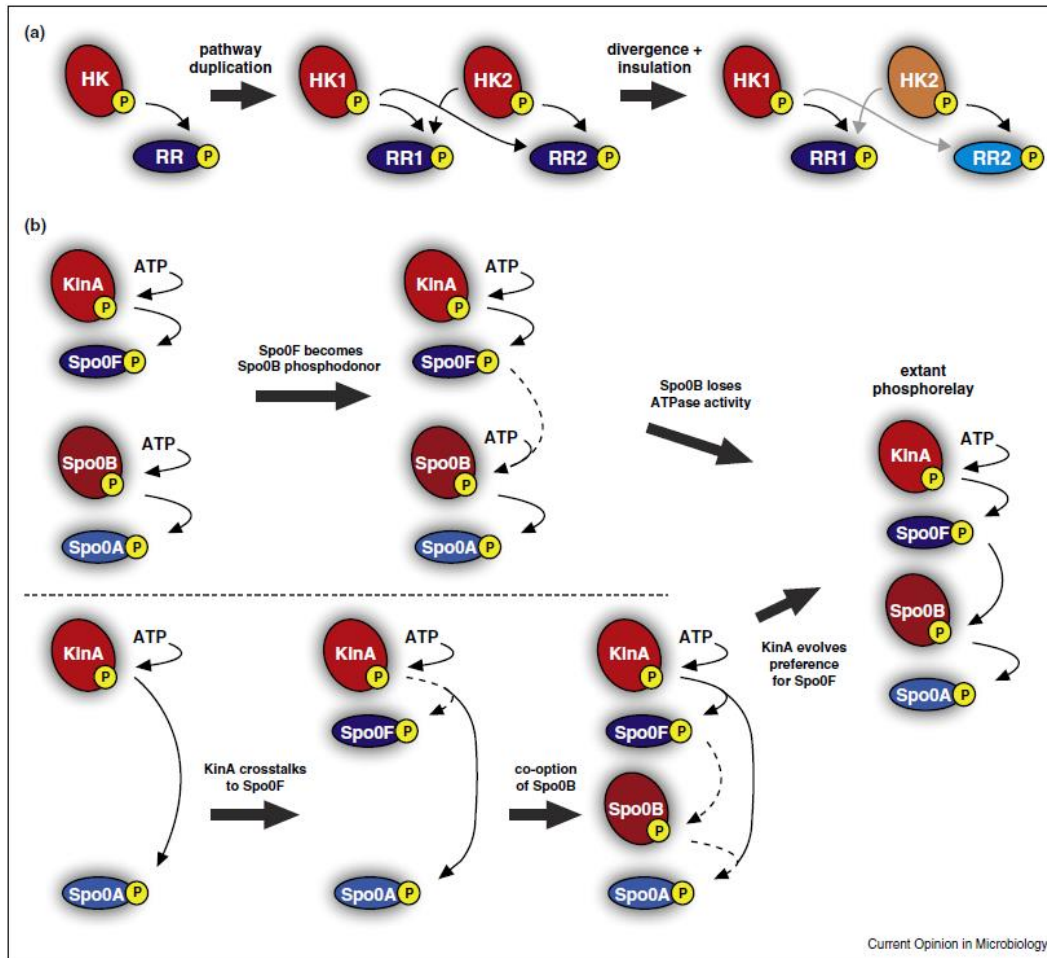 (a)
pathway
duplication
divergence +
insulation
HK
P
RR
P
HK1
P
HK2
P
RR1
P
RR2
P
HK1
P
HK2
P
RR1
P
RR2
P
(b)
KinA
P
ATP
Spo0F
P
Spo0B
P
ATP
Spo0A
P
Spo0F becomes
Spo0B phosphodonor
KinA
P
ATP
Spo0F
P
Spo0B
P
ATP
Spo0A
P
Spo0B loses
ATPase activity
extant
phosphorelay
KinA
P
ATP
Spo0F
P
Spo0B
P
Spo0A
P
KinA
P
ATP
Spo0A
P
KinA crosstalks
to Spo0F
KinA
P
ATP
Spo0F
P
Spo0A
P
co-option
of Spo0B
KinA
P
ATP
Spo0F
P
Spo0B
P
Spo0A
P
KinA evolves
preference
for Spo0F
Current Opinion in Microbiology